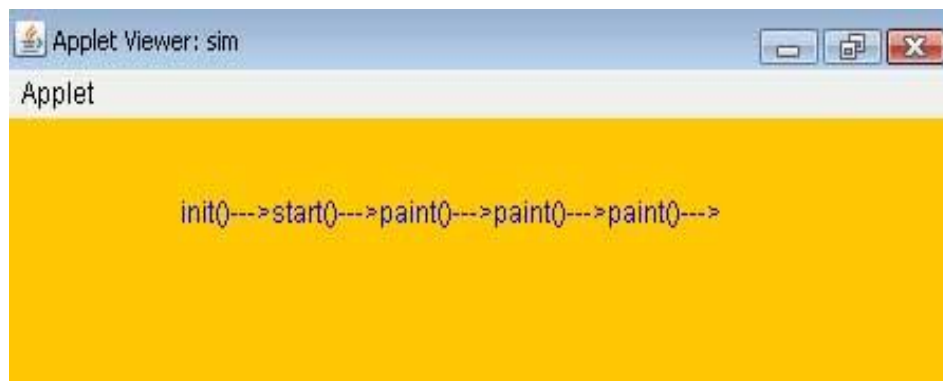 Applet Viewer: sim
Applet
init()--->start()--->paint()--->paint()--->paint()--->